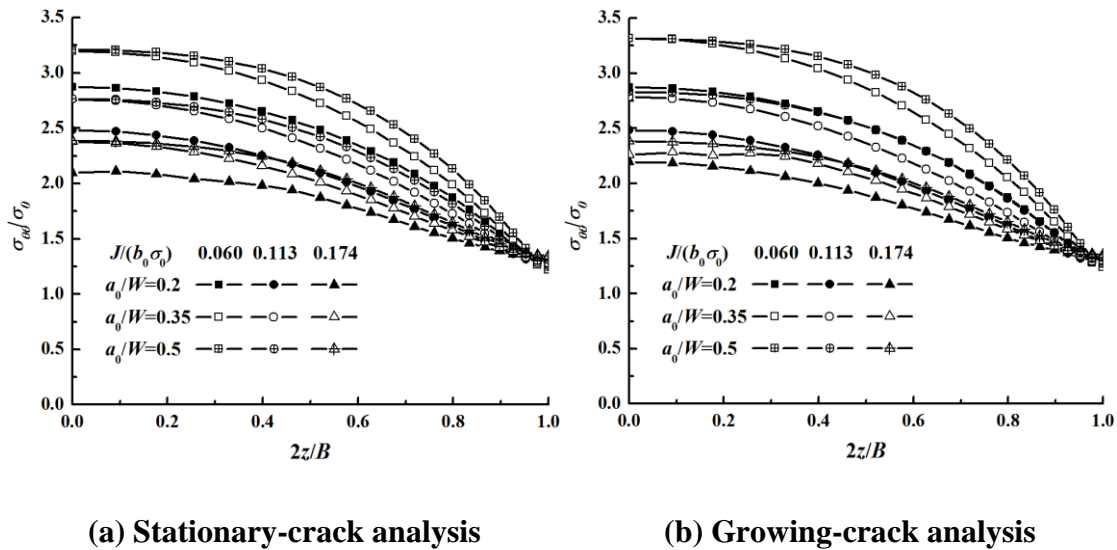 3.5
3.0
2.5
2.0
1.5
1.0
0.5
0.0
σθθ/σ0
J/(b0σ0) 0.060 0.113 0.174
a0/W=0.2
a0/W=0.35
a0/W=0.5
0.0 0.2 0.4 0.6 0.8 1.0
2z/B
(a) Stationary-crack analysis
3.5
3.0
2.5
2.0
1.5
1.0
0.5
0.0
σθθ/σ0
J/(b0σ0) 0.060 0.113 0.174
a0/W=0.2
a0/W=0.35
a0/W=0.5
0.0 0.2 0.4 0.6 0.8 1.0
2z/B
(b) Growing-crack analysis